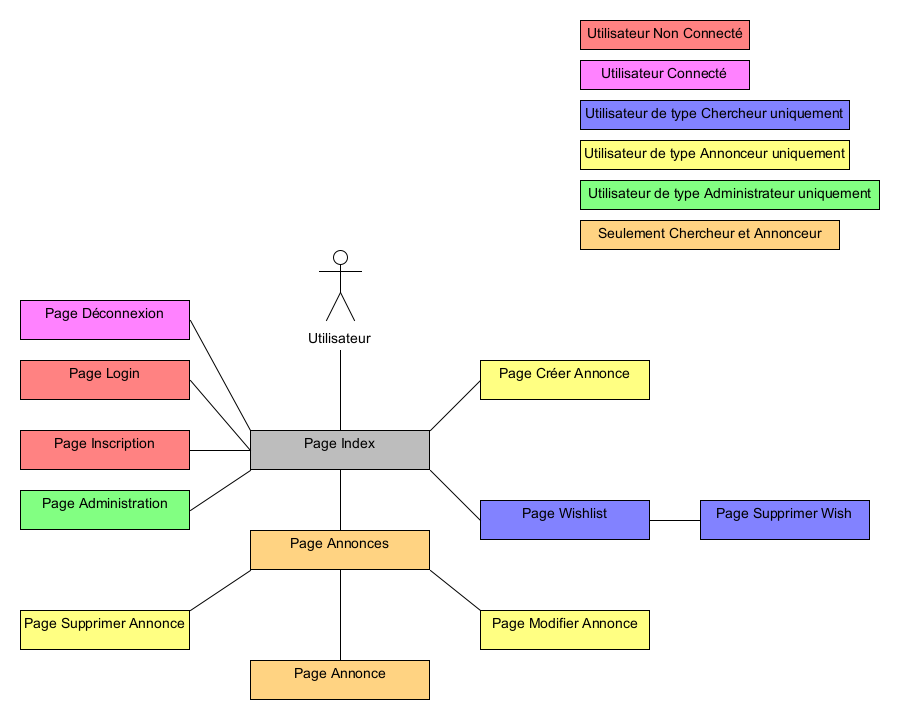 Utilisateur Non Connecté
Utilisateur Connecté
Utilisateur de type Chercheur uniquement
Utilisateur de type Annonceur uniquement
Utilisateur de type Administrateur uniquement
Seulement Chercheur et Annonceur
Utilisateur
Page Déconnexion
Page Login
Page Créer Annonce
Page Inscription
Page Index
Page Administration
Page Wishlist
Page Supprimer Wish
Page Annonces
Page Supprimer Annonce
Page Modifier Annonce
Page Annonce